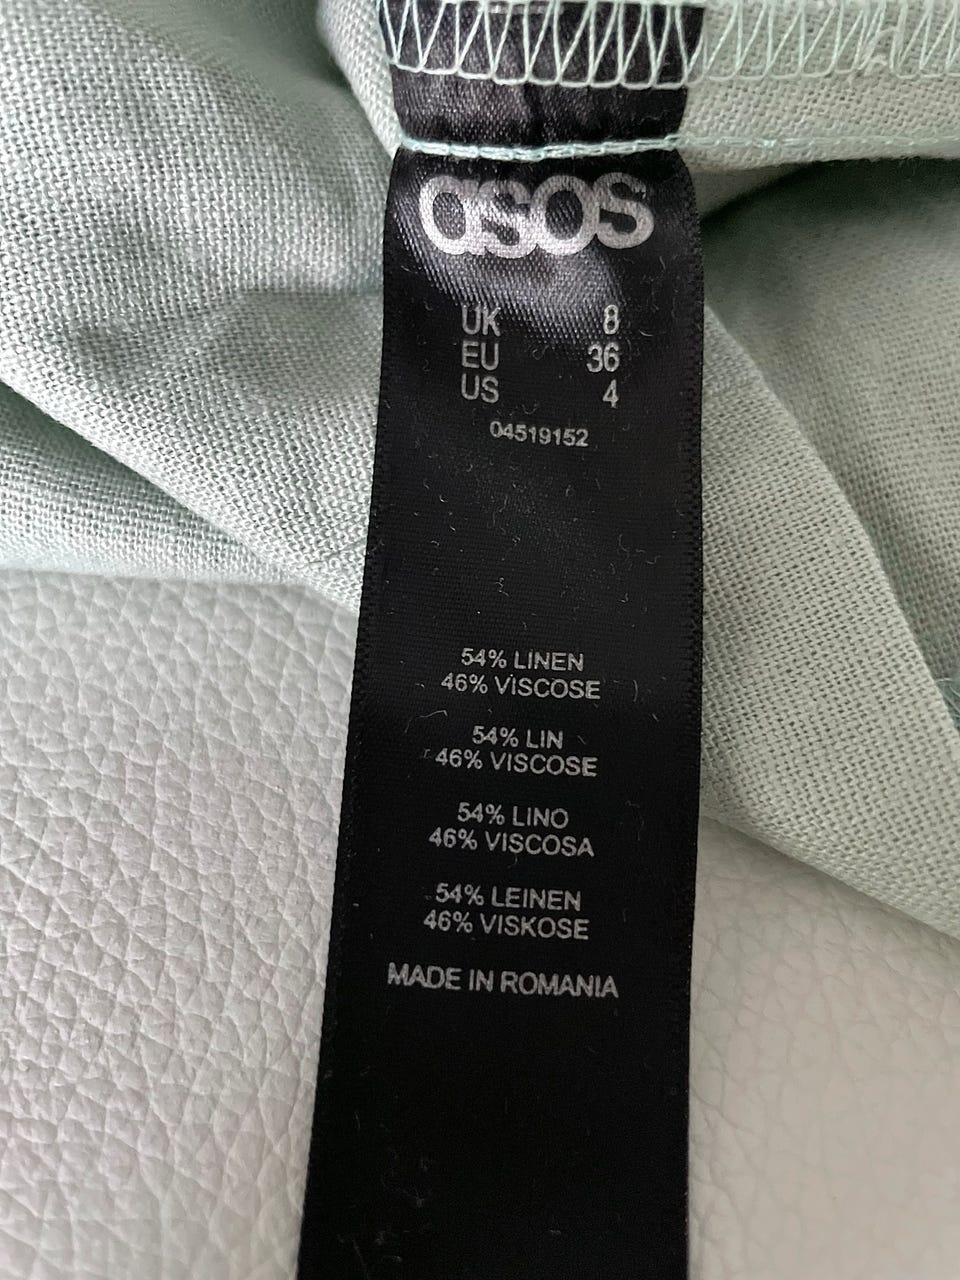 asos
UK 8
EU 36
US 4
04519152
54% LINEN
46% VISCOSE
54% LIN
46% VISCOSE
54% LINO
46% VISCOSA
54% LEINEN
46% VISKOSE
MADE IN ROMANIA